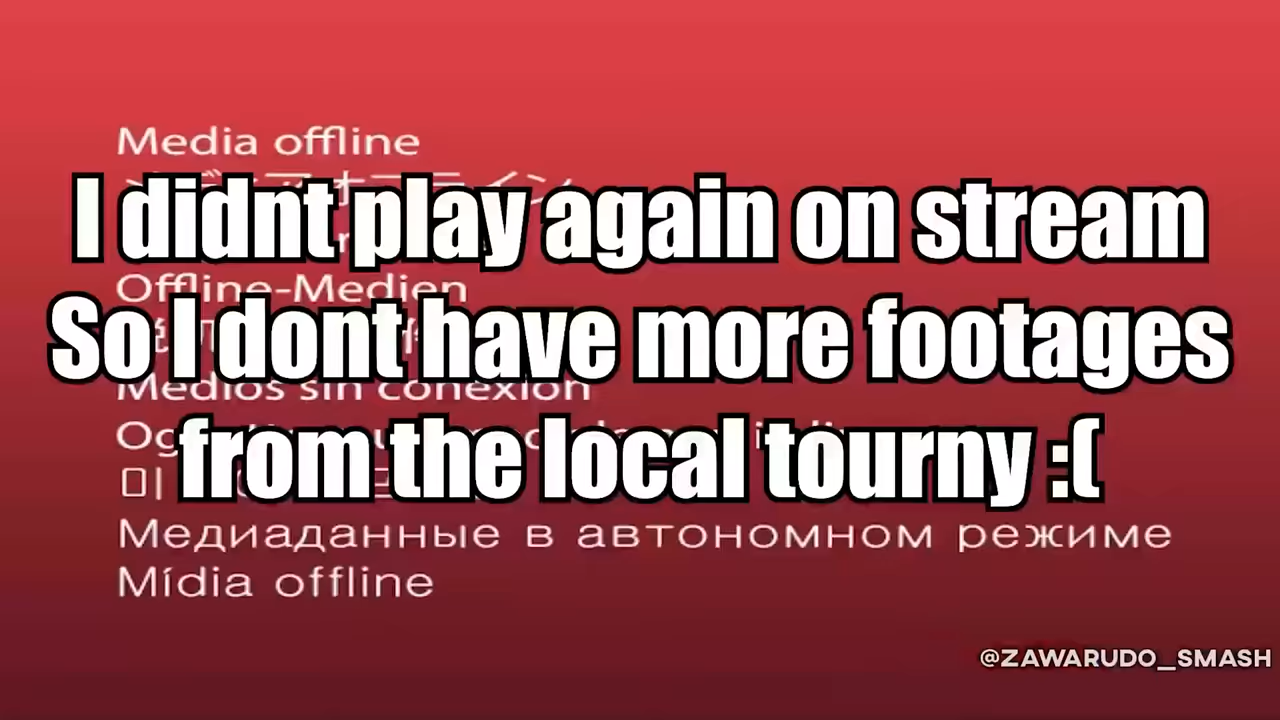 Media offline
I didnt play again on stream
Offline-Medien
So I dont have more footages
Medios sin conexión
from the local tourny :(
Медиаданные в автономном режиме
Mídia offline
@ZAWARUDO_SMASH